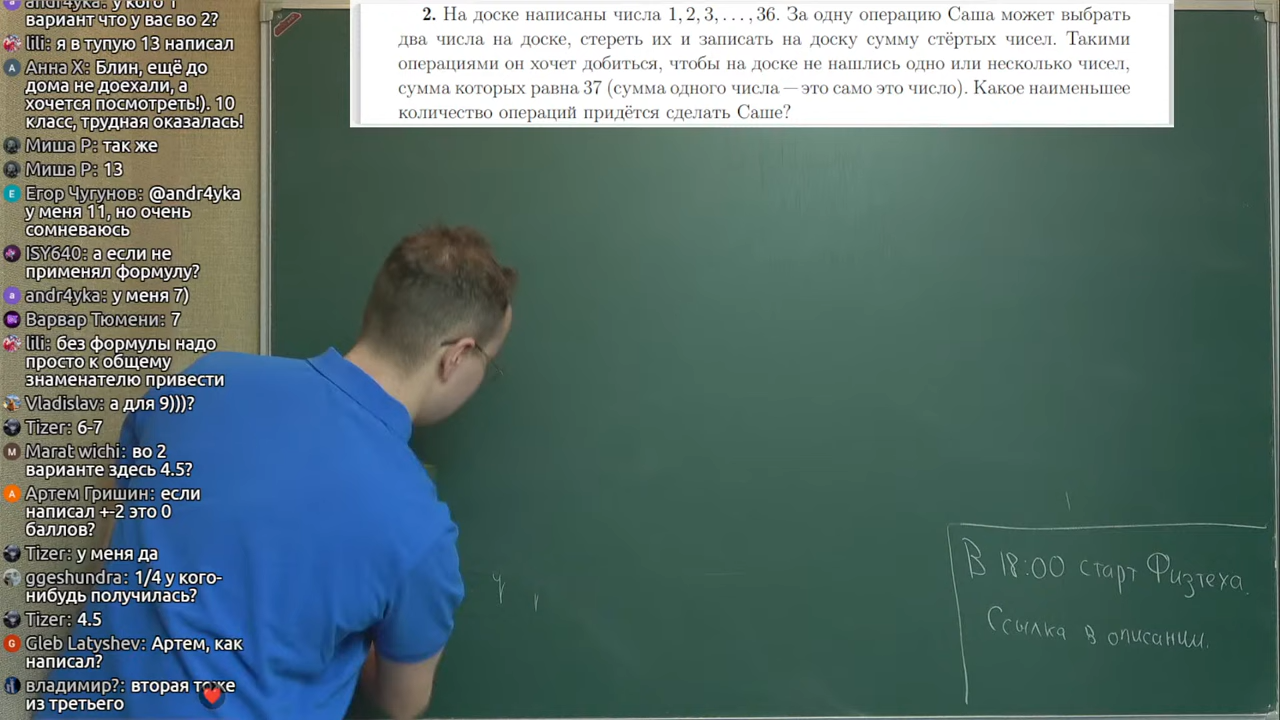 andr4yka: у кого 1
вариант что у вас во 2?
lili: я в тупую 13 написал
Анна Х: Блин, ещё до
дома не доехали, а
хочется посмотреть!). 10
класс, трудная оказалась!
Миша Р: так же
Миша Р: 13
Егор Чугунов: @andr4yka
у меня 11, но очень
сомневаюсь
ISY640: а если не
применял формулу?
andr4yka: у меня 7)
Варвар Тюмени: 7
lili: без формулы надо
просто к общему
знаменателю привести
Vladislav: а для 9)))?
Tizer: 6-7
Marat wichi: во 2
варианте здесь 4.5?
Артем Гришин: если
написал +-2 это 0
баллов?
Tizer: у меня да
ggeshundra: 1/4 у кого-
нибудь получилась?
Tizer: 4.5
Gleb Latyshev: Артем, как
написал?
владимир?: вторая тоже
из третьего
2. На доске написаны числа 1, 2, 3, . . . , 36. За одну операцию Саша может выбрать
два числа на доске, стереть их и записать на доску сумму стёртых чисел. Такими
операциями он хочет добиться, чтобы на доске не нашлись одно или несколько чисел,
сумма которых равна 37 (сумма одного числа — это само это число). Какое наименьшее
количество операций придётся сделать Саше?
В 18:00 старт Физтеха.
Ссылка в описании.